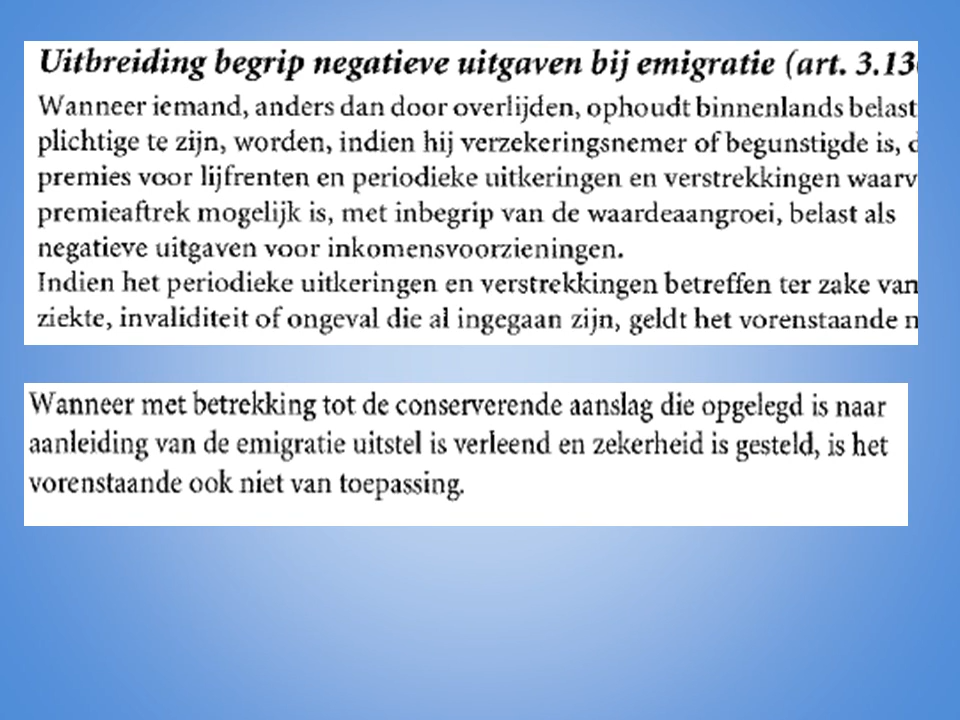 Uitbreiding begrip negatieve uitgaven bij emigratie (art. 3.13
Wanneer iemand, anders dan door overlijden, ophoudt binnenlands belast
plichtige te zijn, worden, indien hij verzekeringsnemer of begunstigde is,
premies voor lijfrenten en periodieke uitkeringen en verstrekkingen waarv
premieaftrek mogelijk is, met inbegrip van de waardeaangroei, belast als
negatieve uitgaven voor inkomensvoorzieningen.
Indien het periodieke uitkeringen en verstrekkingen betreffen ter zake van
ziekte, invaliditeit of ongeval die al ingegaan zijn, geldt het vorenstaande n
Wanneer met betrekking tot de conserverende aanslag die opgelegd is naar
aanleiding van de emigratie uitstel is verleend en zekerheid is gesteld, is het
vorenstaande ook niet van toepassing.